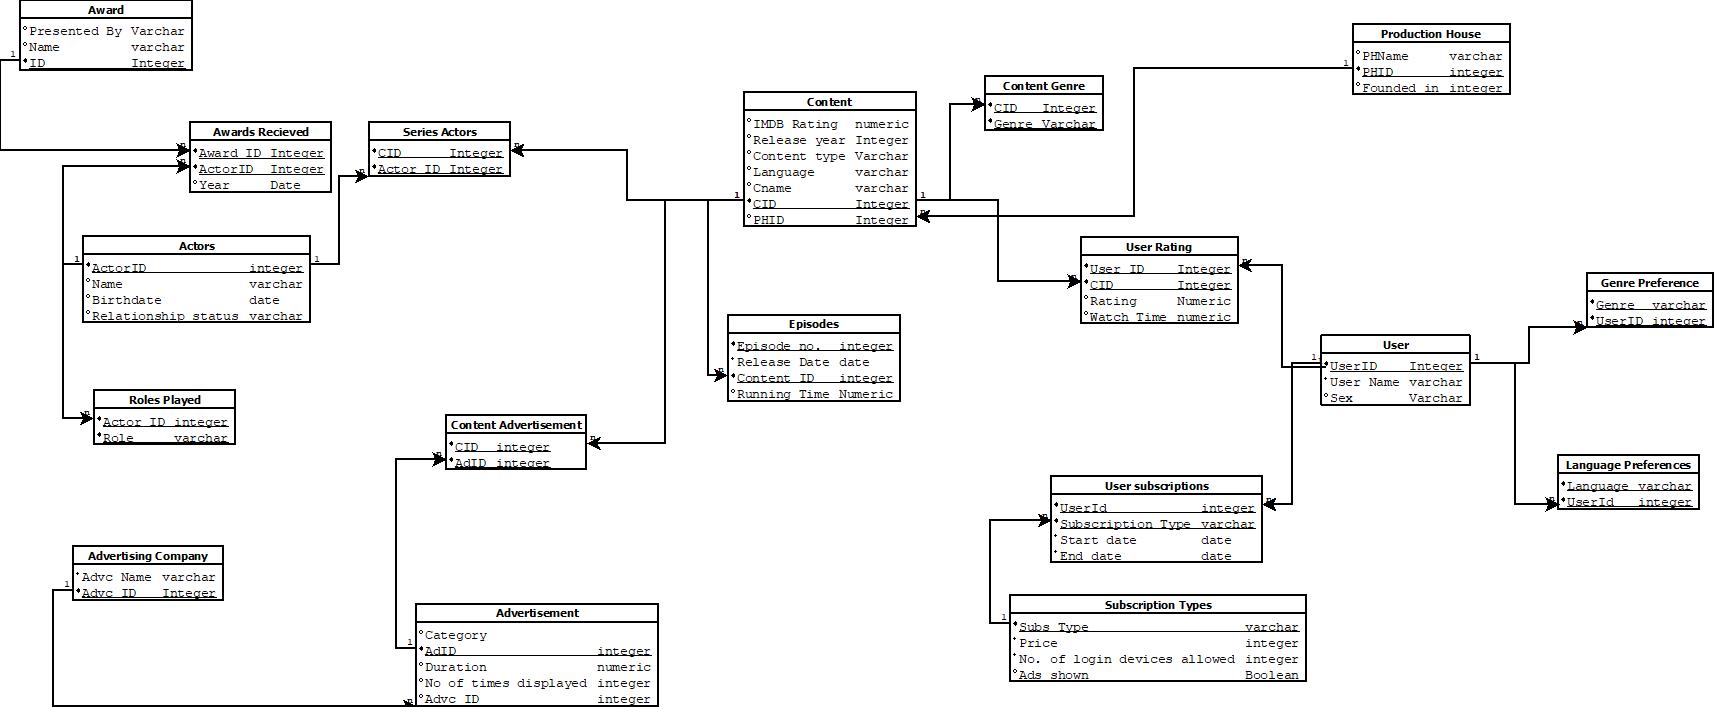 Award
Presented By Varchar
Name varchar
ID Integer
1
Production House
PHName varchar
PHID integer
Founded in integer
1
Content Genre
CID Integer
Genre Varchar
n
Content
IMDB Rating numeric
Release year Integer
Content type Varchar
Language varchar
Cname varchar
CID Integer
PHID Integer
1
1
n
Awards Recieved
Award ID Integer
ActorID Integer
Year Date
n
n
Series Actors
CID Integer
Actor ID Integer
n
n
Actors
ActorID integer
Name varchar
Birthdate date
Relationship status varchar
1
1
User Rating
User ID Integer
CID Integer
Rating Numeric
Watch Time numeric
n
n
Genre Preference
Genre varchar
UserID integer
n
Episodes
Episode no. integer
Release Date date
Content ID integer
Running Time Numeric
n
User
UserID Integer
User Name varchar
Sex Varchar
1
1
Roles Played
Actor ID integer
Role varchar
n
Content Advertisement
CID integer
AdID integer
n
n
Language Preferences
Language varchar
UserId integer
n
User subscriptions
UserId integer
Subscription Type varchar
Start date date
End date date
n
n
Advertising Company
Advc Name varchar
Advc ID Integer
1
Advertisement
Category
AdID integer
Duration numeric
No of times displayed integer
Advc ID integer
1
n
Subscription Types
Subs Type varchar
Price integer
No. of login devices allowed integer
Ads shown Boolean
1